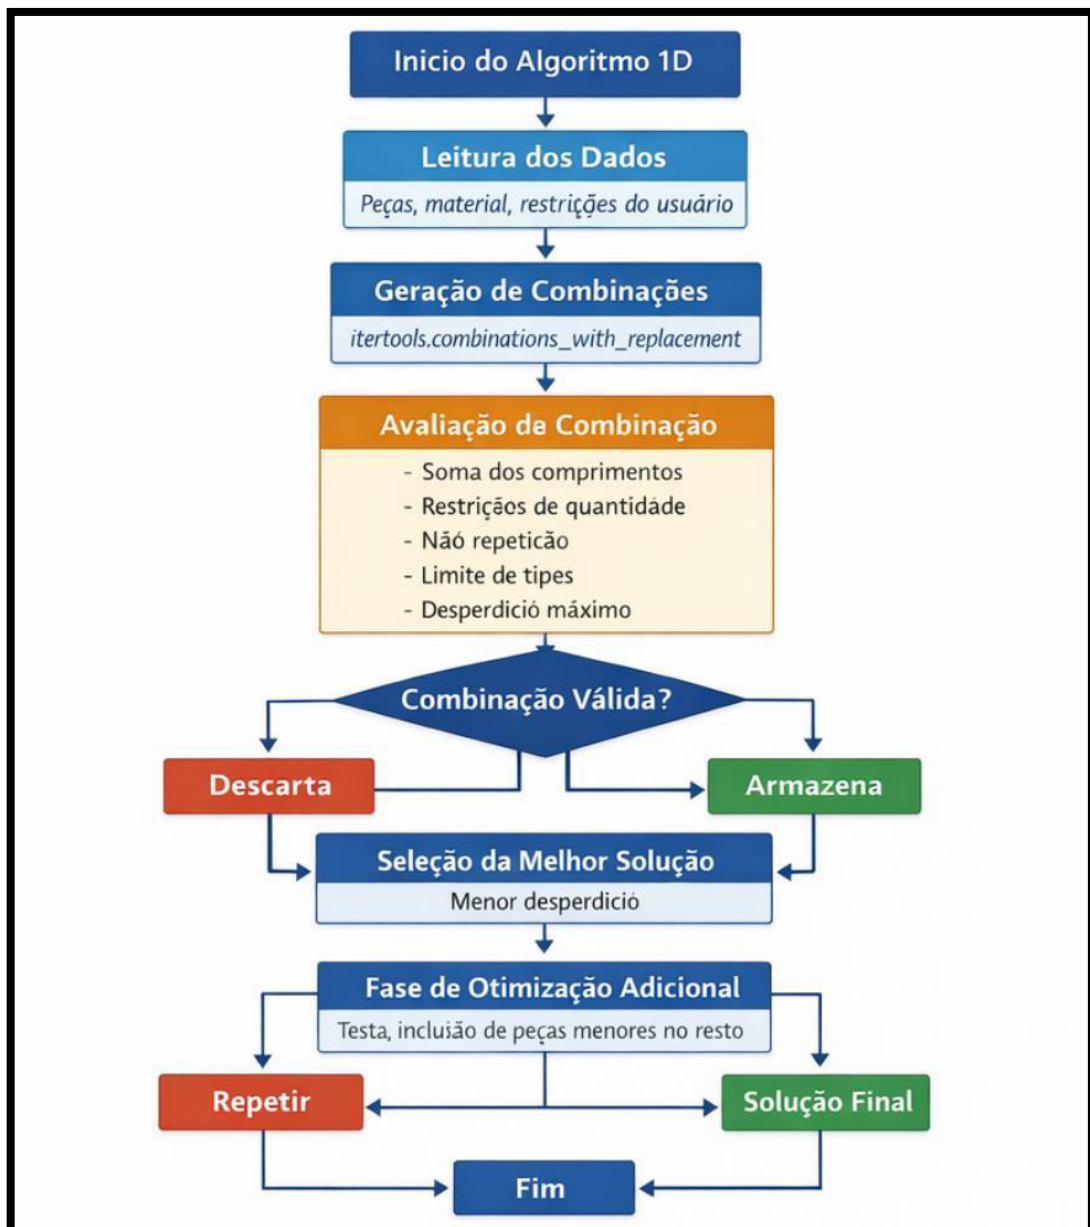 Inicio do Algoritmo 1D
Leitura dos Dados
Peças, material, restrições do usuário
Geração de Combinações
itertools.combinations_with_replacement
Avaliação de Combinação
- Soma dos comprimentos
- Restriçãos de quantidade
- Nãó repeticão
- Limite de tipes
- Desperdició máximo
Combinação Válida?
Descarta
Armazena
Seleção da Melhor Solução
Menor desperdició
Fase de Otimização Adicional
Testa, inclusão de peças menores no resto
Repetir
Solução Final
Fim